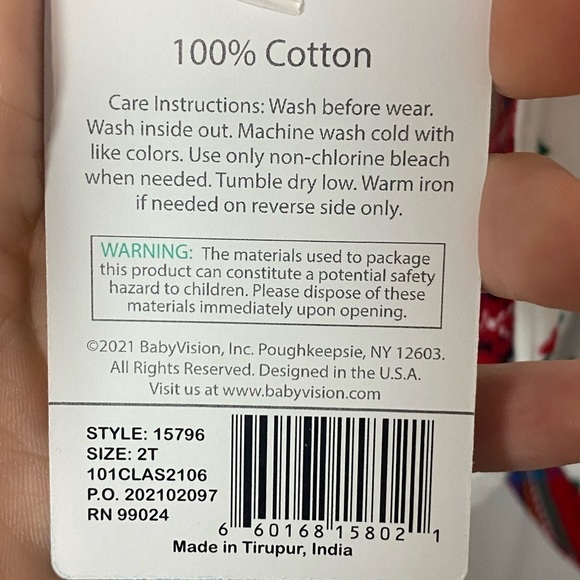 100% Cotton
Care Instructions: Wash before wear.
Wash inside out. Machine wash cold with
like colors. Use only non-chlorine bleach
when needed. Tumble dry low. Warm iron
if needed on reverse side only.
WARNING: The materials used to package
this product can constitute a potential safety
hazard to children. Please dispose of these
materials immediately upon opening.
©2021 BabyVision, Inc. Poughkeepsie, NY 12603.
All Rights Reserved. Designed in the U.S.A.
Visit us at www.babyvision.com
STYLE: 15796
SIZE: 2T
101CLAS2106
P.O. 202102097
RN 99024
6 60168 15802 1
Made in Tirupur, India